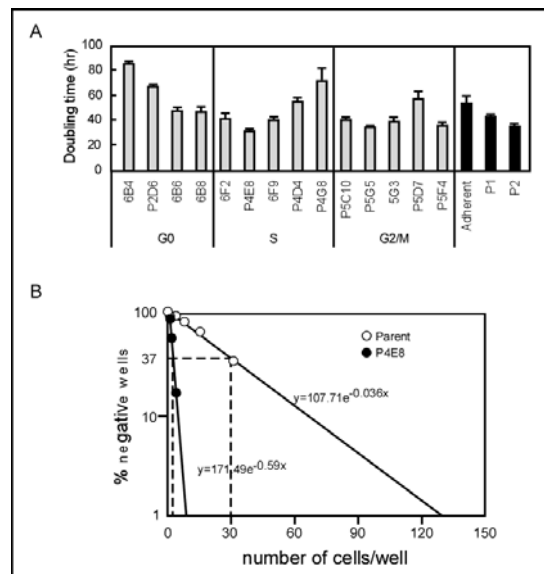 A
Doubling time (hr)
100
80
60
40
20
0
6B4
P2D6
6B6
6B8
6F2
P4E8
6F9
P4D4
P4G8
P5C10
P5G5
5G3
P5D7
P5F4
Adherent
P1
P2
G0
S
G2/M
B
% negative wells
100
37
10
1
Parent
P4E8
y=107.71e-0.036x
y=171.49e-0.59x
0
30
60
90
120
150
number of cells/well